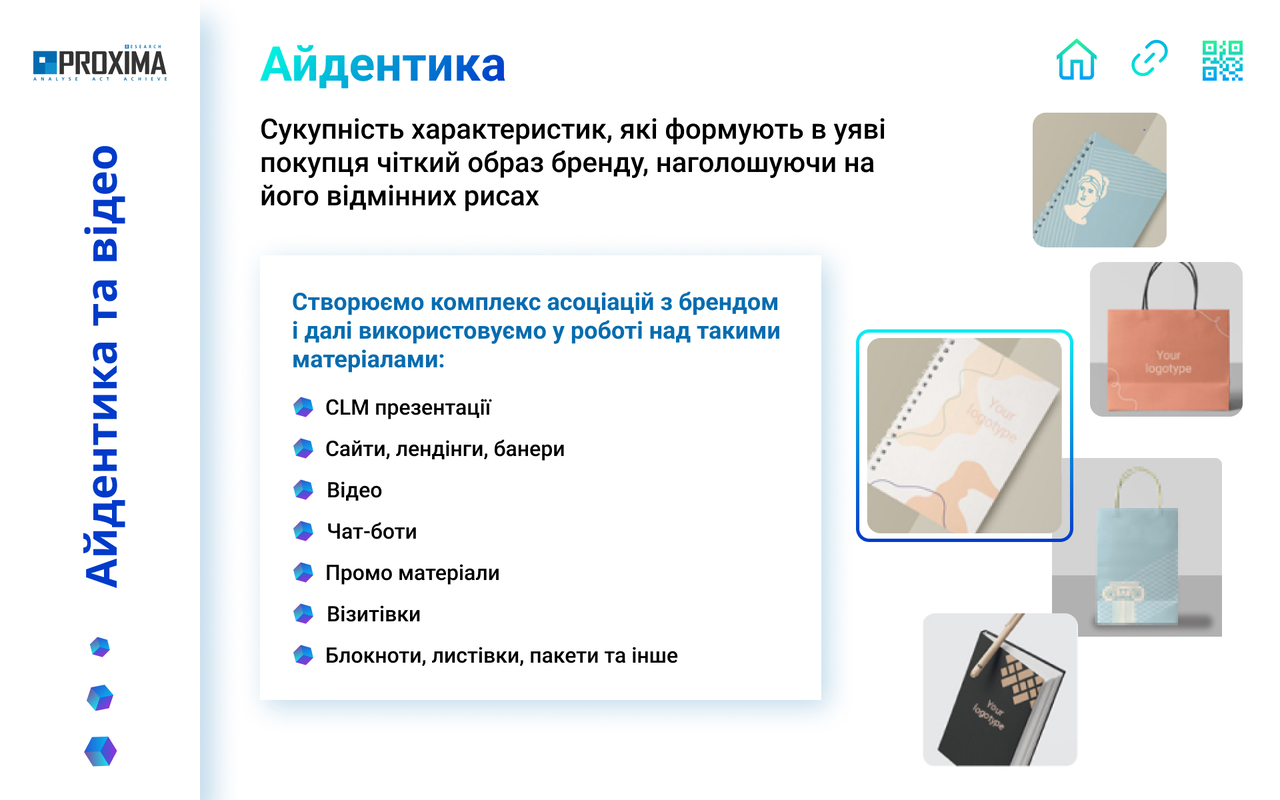 RESEARCH
PROXIMA
ANALYSE ACT ACHIEVE
Айдентика та відео
Айдентика
Сукупність характеристик, які формують в уяві
покупця чіткий образ бренду, наголошуючи на
його відмінних рисах
Створюємо комплекс асоціацій з брендом
і далі використовуємо у роботі над такими
матеріалами:
CLM презентації
Сайти, лендінги, банери
Відео
Чат-боти
Промо матеріали
Візитівки
Блокноти, листівки, пакети та інше
Your
logotype
Your
logotype
Your
logotype